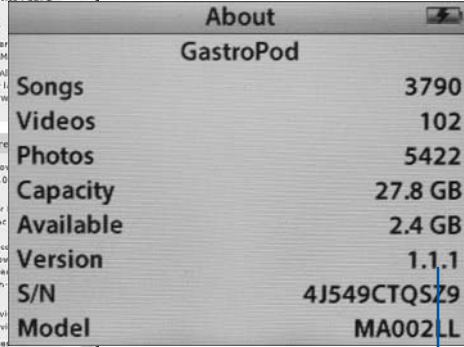 About
GastroPod
Songs 3790
Videos 102
Photos 5422
Capacity 27.8 GB
Available 2.4 GB
Version 1.1.1
S/N 4J549CTQSZ9
Model MA002LL